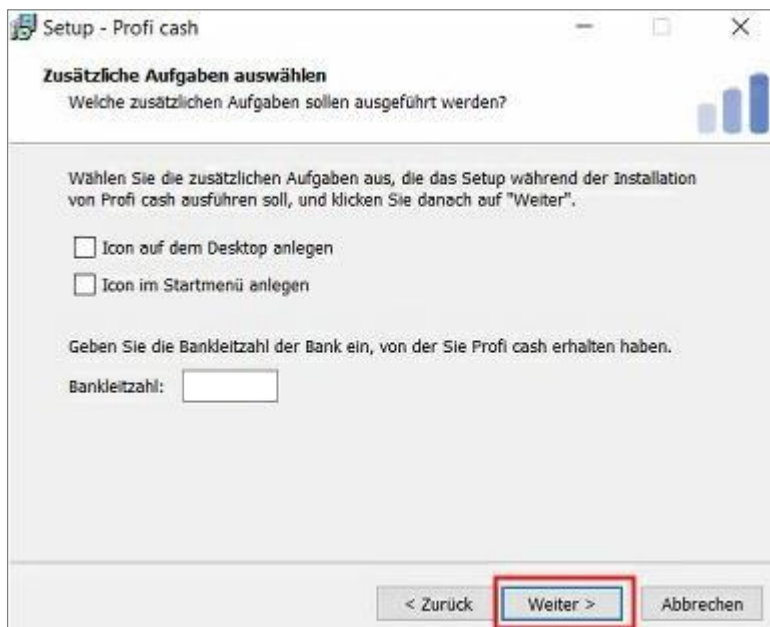 Setup - Profi cash
Zusätzliche Aufgaben auswählen
Welche zusätzlichen Aufgaben sollen ausgeführt werden?
Wählen Sie die zusätzlichen Aufgaben aus, die das Setup während der Installation
von Profi cash ausführen soll, und klicken Sie danach auf "Weiter".
Icon auf dem Desktop anlegen
Icon im Startmenü anlegen
Geben Sie die Bankleitzahl der Bank ein, von der Sie Profi cash erhalten haben.
Bankleitzahl:
< Zurück
Weiter >
Abbrechen